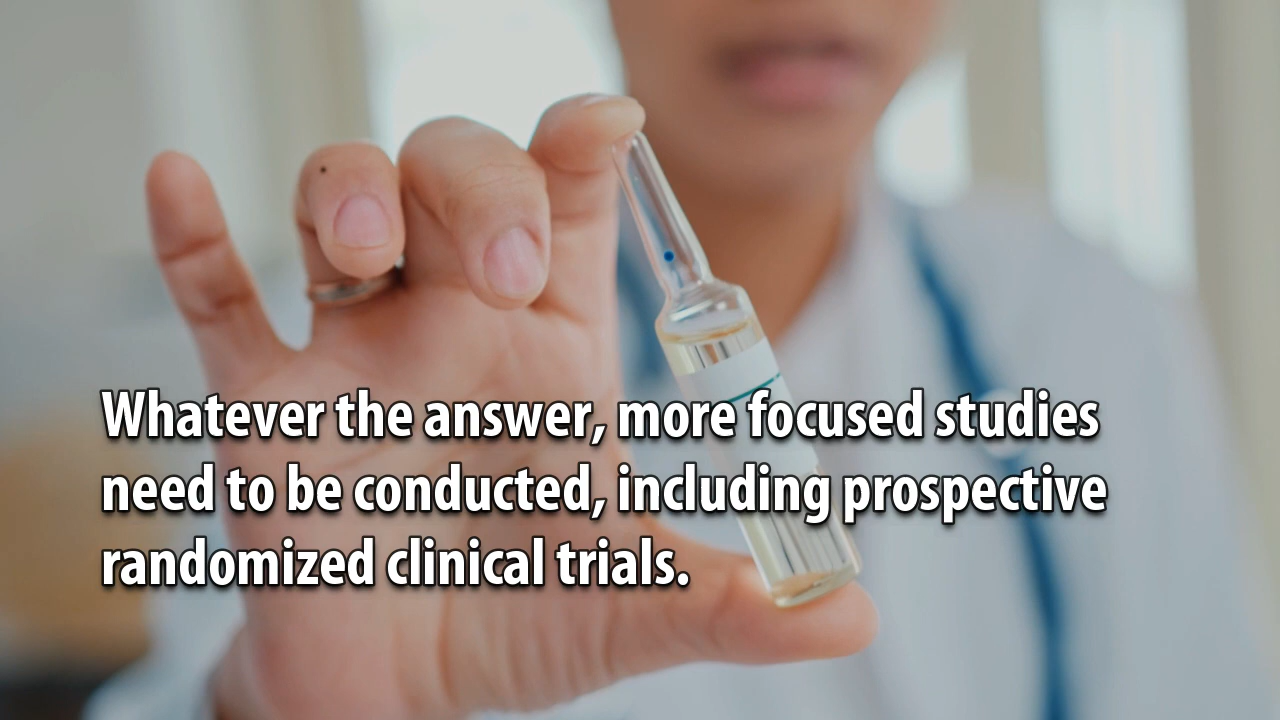 Whatever the answer, more focused studies
need to be conducted, including prospective
randomized clinical trials.